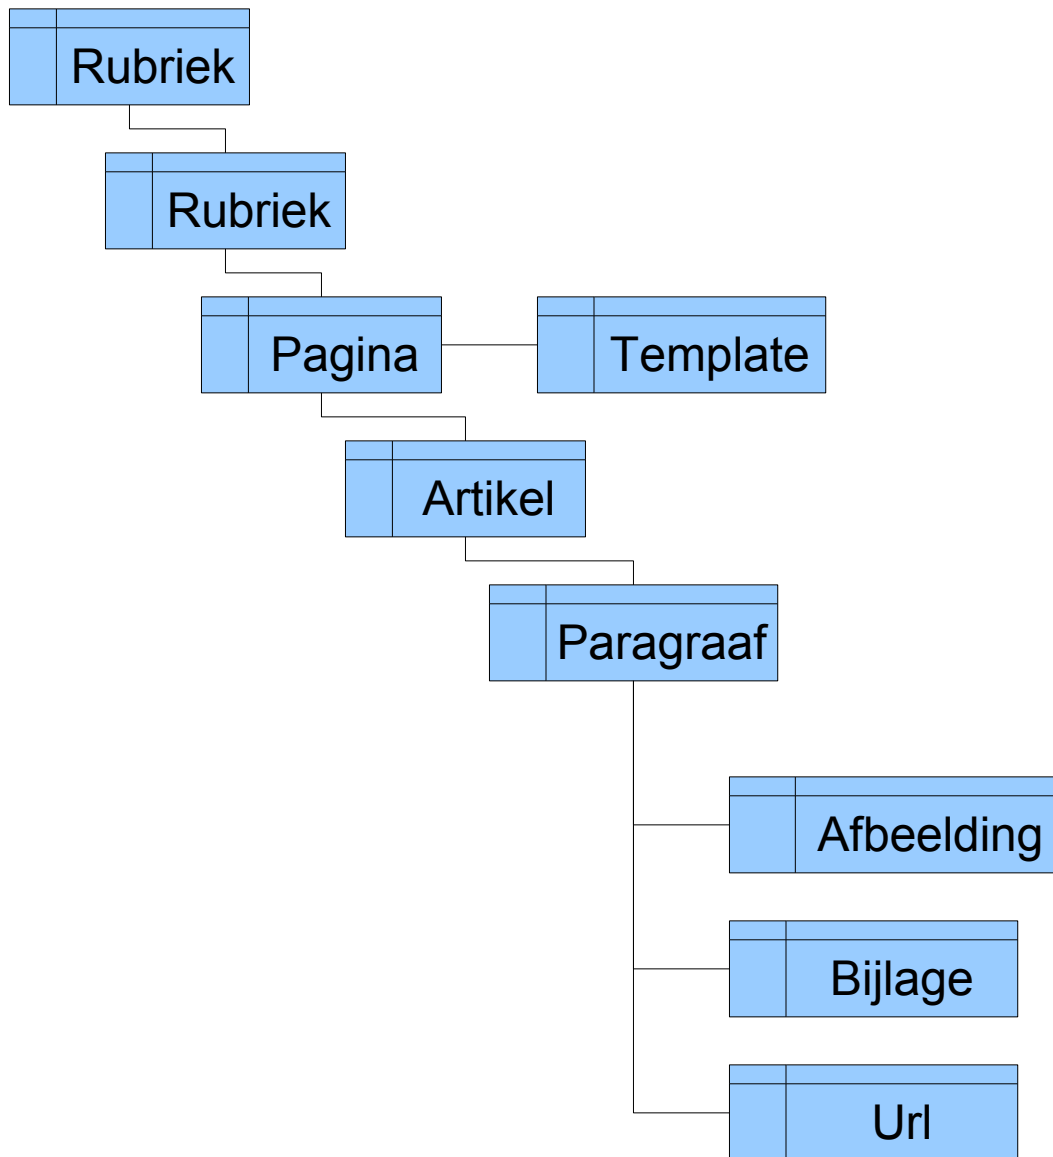 Rubriek
Rubriek
Pagina
Template
Artikel
Paragraaf
Afbeelding
Bijlage
Url